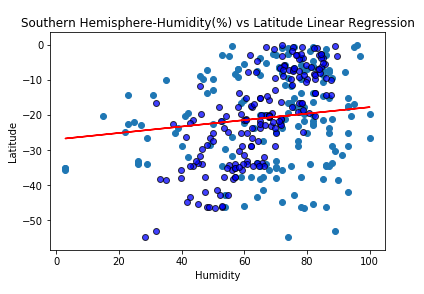 Southern Hemisphere-Humidity(%) vs Latitude Linear Regression
0
−10
−20
−30
−40
−50
Latitude
0 20 40 60 80 100
Humidity